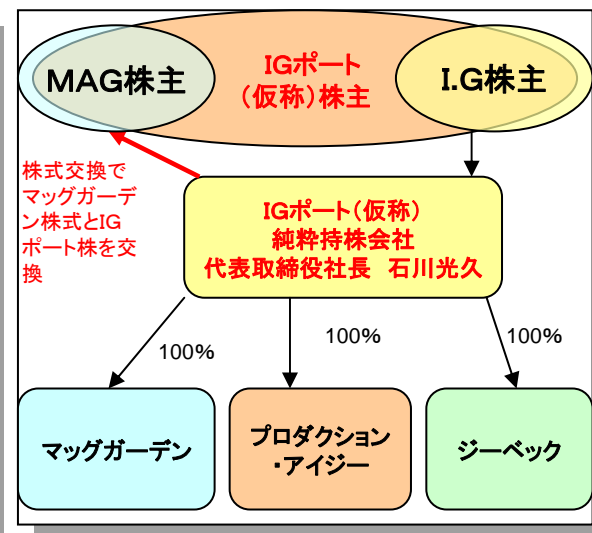 MAG株主
IGポート
(仮称)株主
I.G株主
株式交換で
マッグガーデ
ン株式とIG
ポート株を交
換
IGポート(仮称)
純粋持株会社
代表取締役社長 石川光久
100%
100%
100%
マッグガーデン
プロダクション
・アイジー
ジーベック